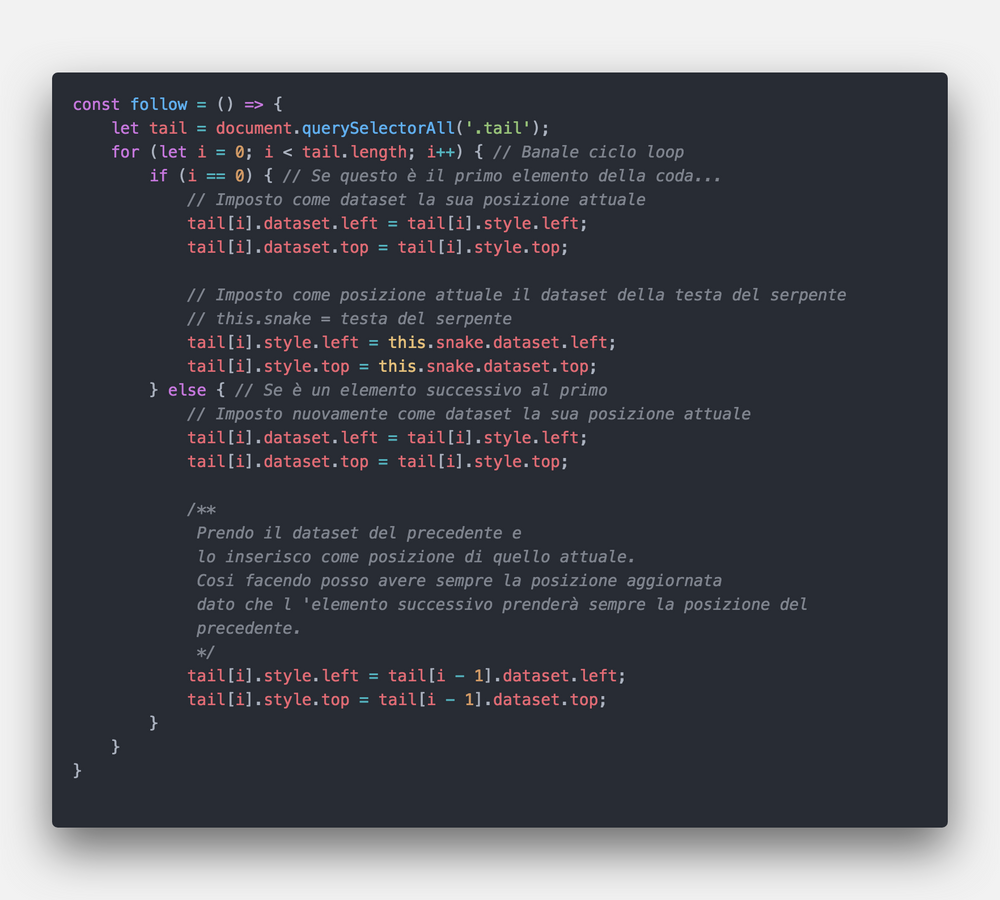 const follow = () => {
    let tail = document.querySelectorAll('.tail');
    for (let i = 0; i < tail.length; i++) { // Banale ciclo loop
        if (i == 0) { // Se questo è il primo elemento della coda...
            // Imposto come dataset la sua posizione attuale
            tail[i].dataset.left = tail[i].style.left;
            tail[i].dataset.top = tail[i].style.top;

            // Imposto come posizione attuale il dataset della testa del serpente
            // this.snake = testa del serpente
            tail[i].style.left = this.snake.dataset.left;
            tail[i].style.top = this.snake.dataset.top;
        } else { // Se è un elemento successivo al primo
            // Imposto nuovamente come dataset la sua posizione attuale
            tail[i].dataset.left = tail[i].style.left;
            tail[i].dataset.top = tail[i].style.top;

            /**
             Prendo il dataset del precedente e
             lo inserisco come posizione di quello attuale.
             Cosi facendo posso avere sempre la posizione aggiornata
             dato che l 'elemento successivo prenderà sempre la posizione del
             precedente.
             */
            tail[i].style.left = tail[i - 1].dataset.left;
            tail[i].style.top = tail[i - 1].dataset.top;
        }
    }
}